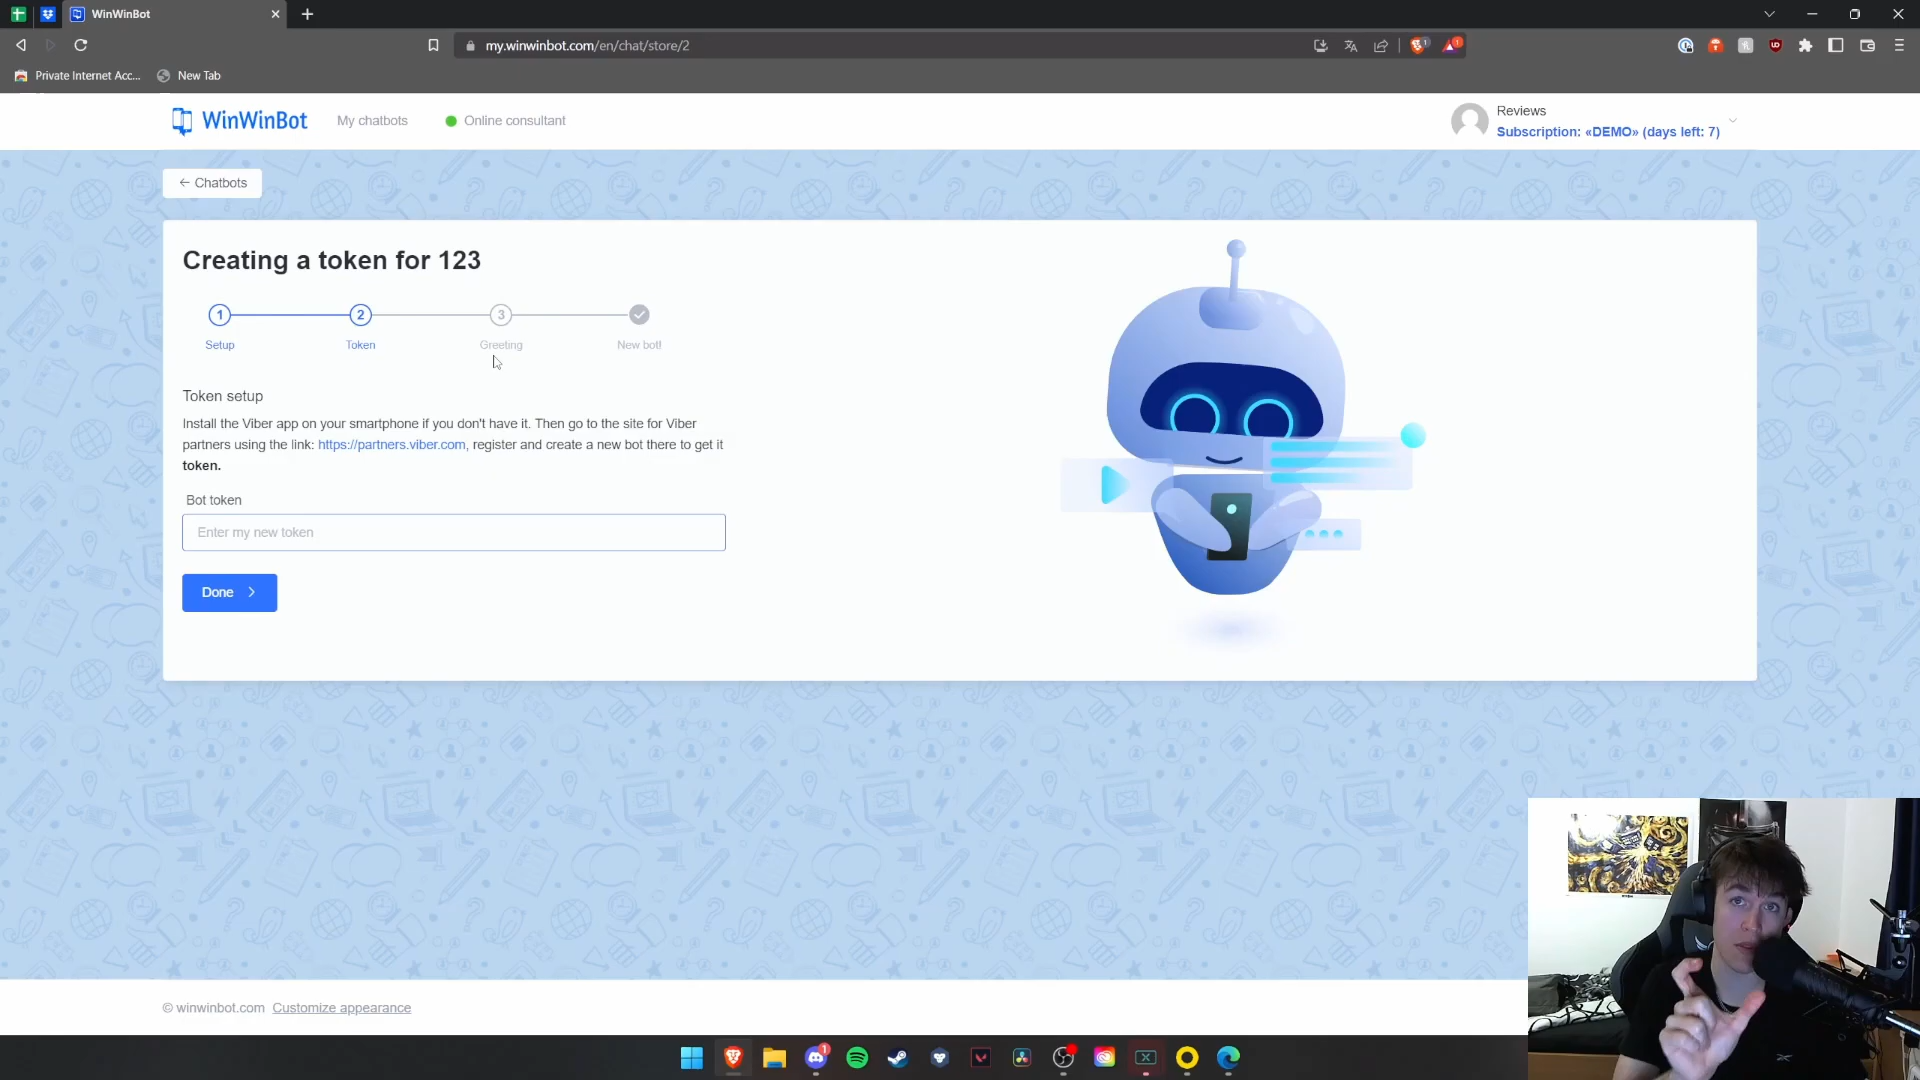 WinWinBot
my.winwinbot.com/en/chat/store/2
Private Internet Acc...
New Tab
WinWinBot
My chatbots
Online consultant
Reviews
Subscription: «DEMO» (days left: 7)
← Chatbots
Creating a token for 123
1
2
3
Setup
Token
Greeting
New bot!
Token setup
Install the Viber app on your smartphone if you don't have it. Then go to the site for Viber
partners using the link: https://partners.viber.com, register and create a new bot there to get it
token.
Bot token
Enter my new token
Done
© winwinbot.com Customize appearance